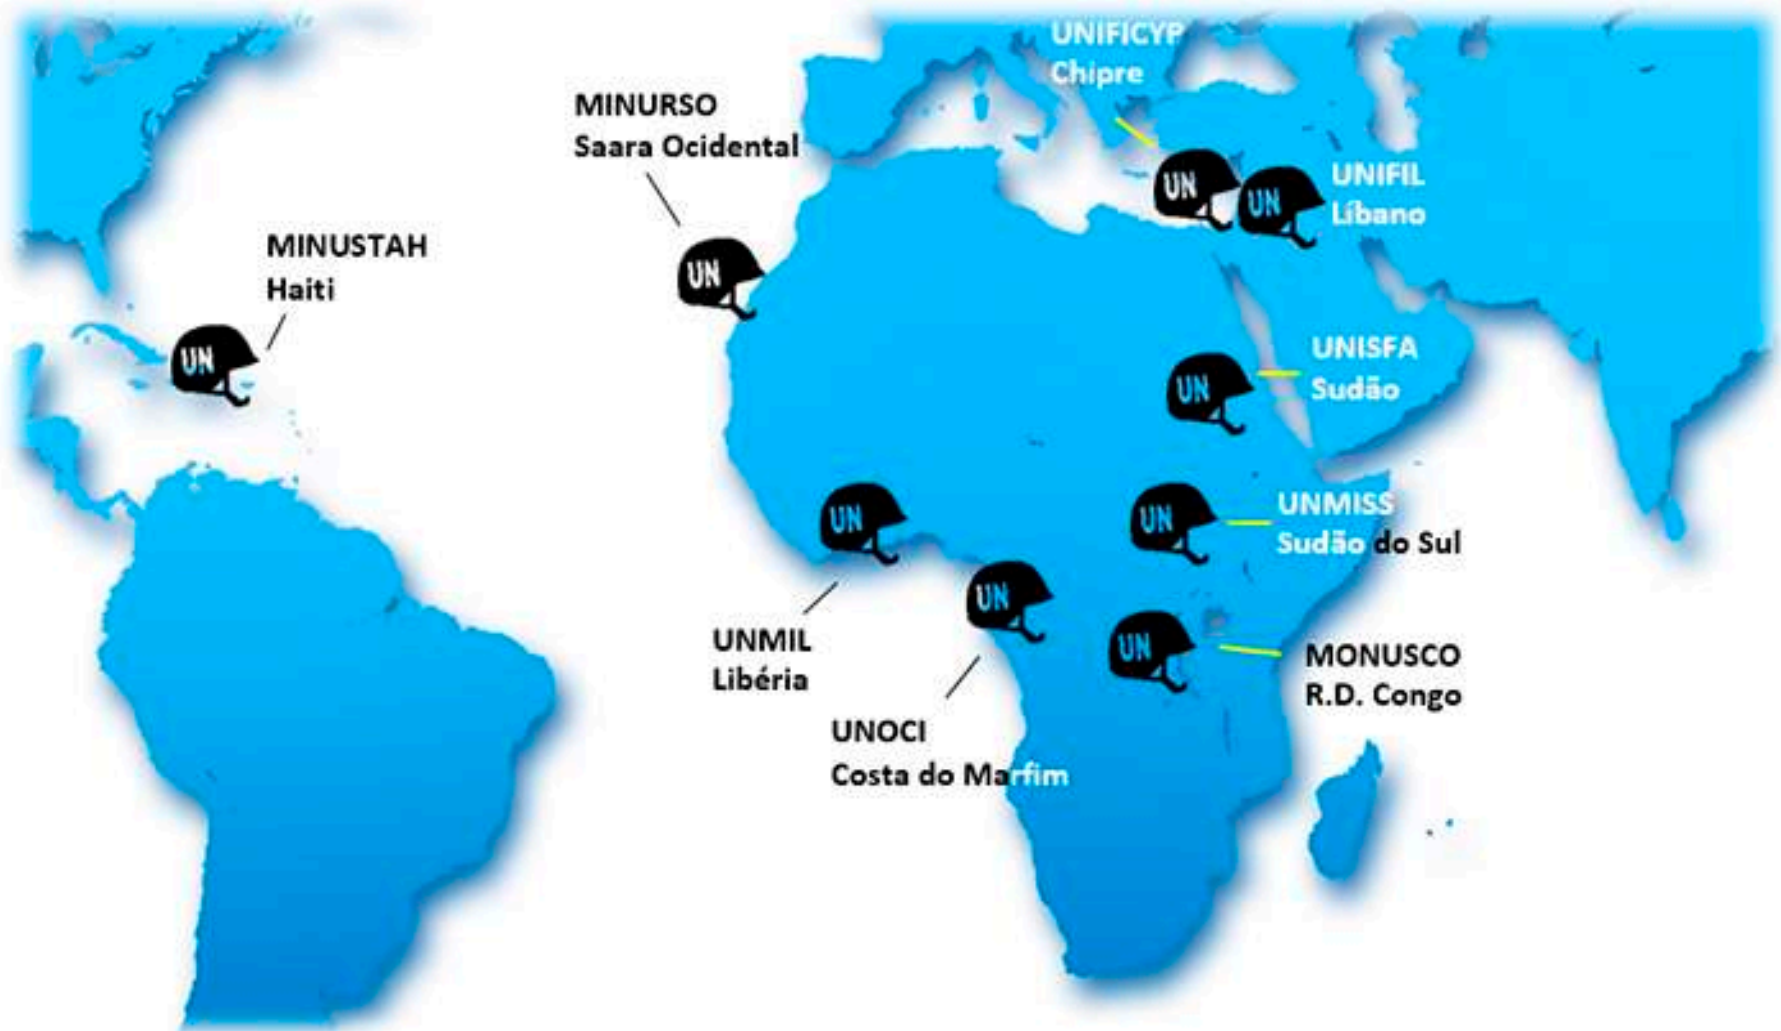 UNIFICYP
Chipre
MINURSO
Saara Ocidental
UN
UN
UNIFIL
Líbano
MINUSTAH
Haiti
UN
UN
UNISFA
Sudão
UN
UN
UN
UNMISS
Sudão do Sul
UN
UN
UNMIL
Libéria
MONUSCO
R.D. Congo
UNOCI
Costa do Marfim